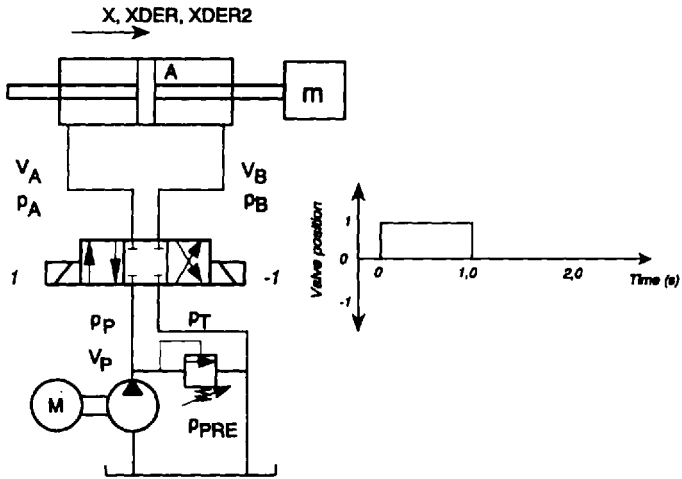 X, XDER, XDER2
A
m
V_A
p_A
V_B
p_B
1
-1
p_P
p_T
V_P
M
p_PRE
Valve position
1
0
-1
0
1,0
2,0
Time (s)